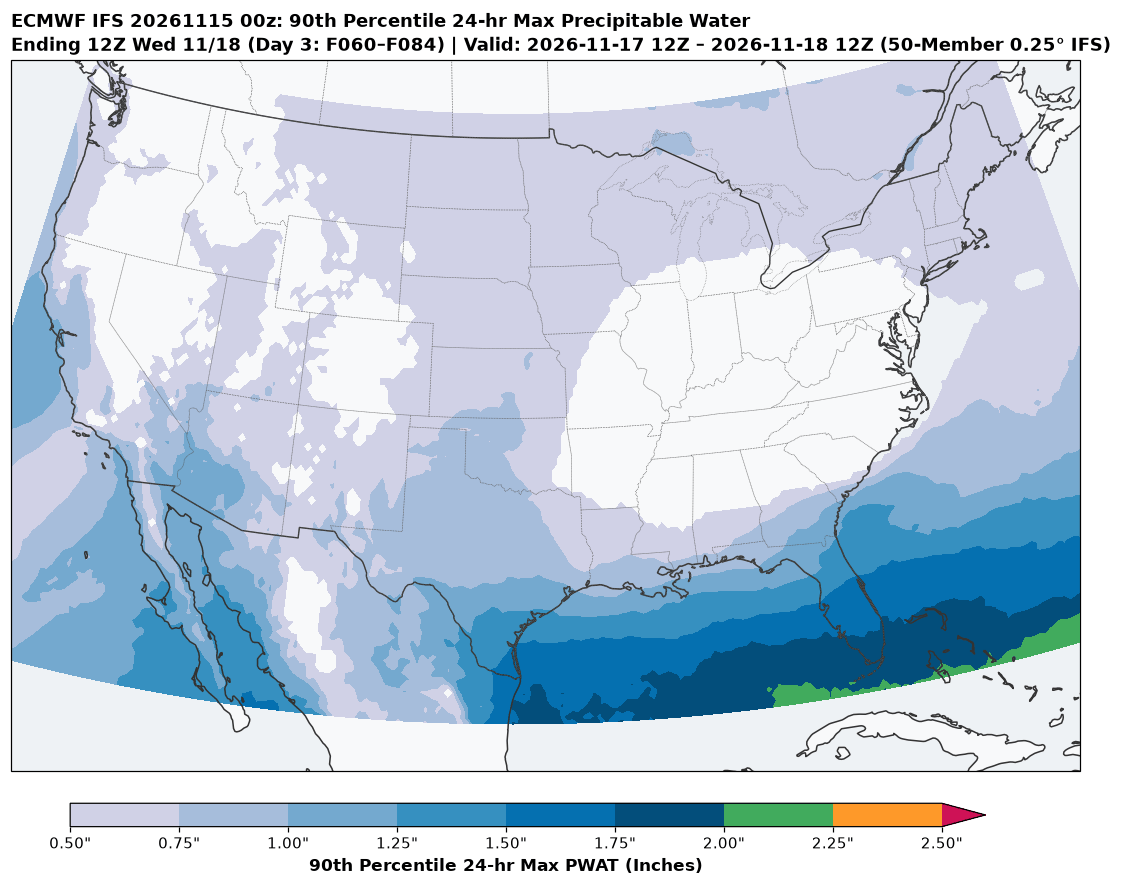 ECMWF IFS 20261115 00z: 90th Percentile 24-hr Max Precipitable Water
Ending 12Z Wed 11/18 (Day 3: F060–F084) | Valid: 2026-11-17 12Z – 2026-11-18 12Z (50-Member 0.25° IFS)
0.50" 0.75" 1.00" 1.25" 1.50" 1.75" 2.00" 2.25" 2.50"
90th Percentile 24-hr Max PWAT (Inches)